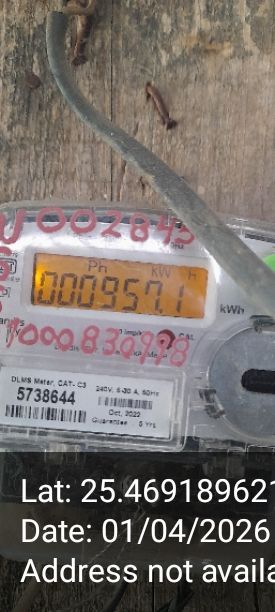 U002845
Ph kW h
000957.1
kWh
CAL
1000830998
DLMS Meter, CAT- C3
5738644
240V, 5-30 A, 50Hz
Oct, 2022
Guarantee 5 Yrs
Lat: 25.469189621
Date: 01/04/2026
Address not availa